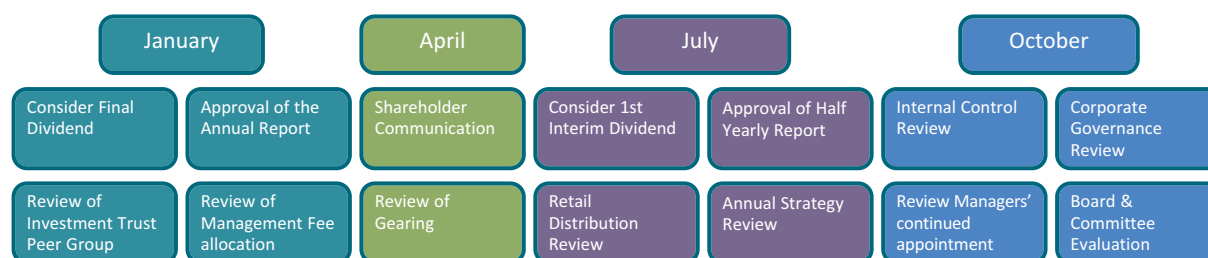 January
April
July
October
Consider Final
Dividend
Approval of the
Annual Report
Shareholder
Communication
Consider 1st
Interim Dividend
Approval of Half
Yearly Report
Internal Control
Review
Corporate
Governance
Review
Review of
Investment Trust
Peer Group
Review of
Management Fee
allocation
Review of
Gearing
Retail
Distribution
Review
Annual Strategy
Review
Review Managers’
continued
appointment
Board &
Committee
Evaluation